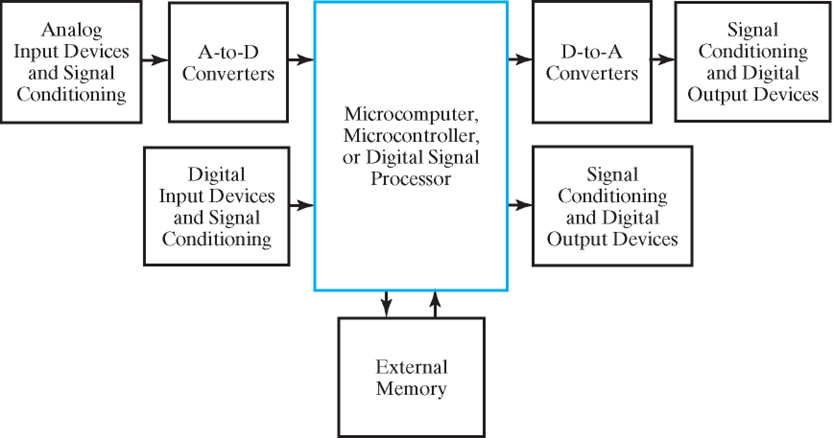 Analog
Input Devices
and Signal
Conditioning
A-to-D
Converters
Microcomputer,
Microcontroller,
or Digital Signal
Processor
D-to-A
Converters
Signal
Conditioning
and Digital
Output Devices
Digital
Input Devices
and Signal
Conditioning
Signal
Conditioning
and Digital
Output Devices
External
Memory